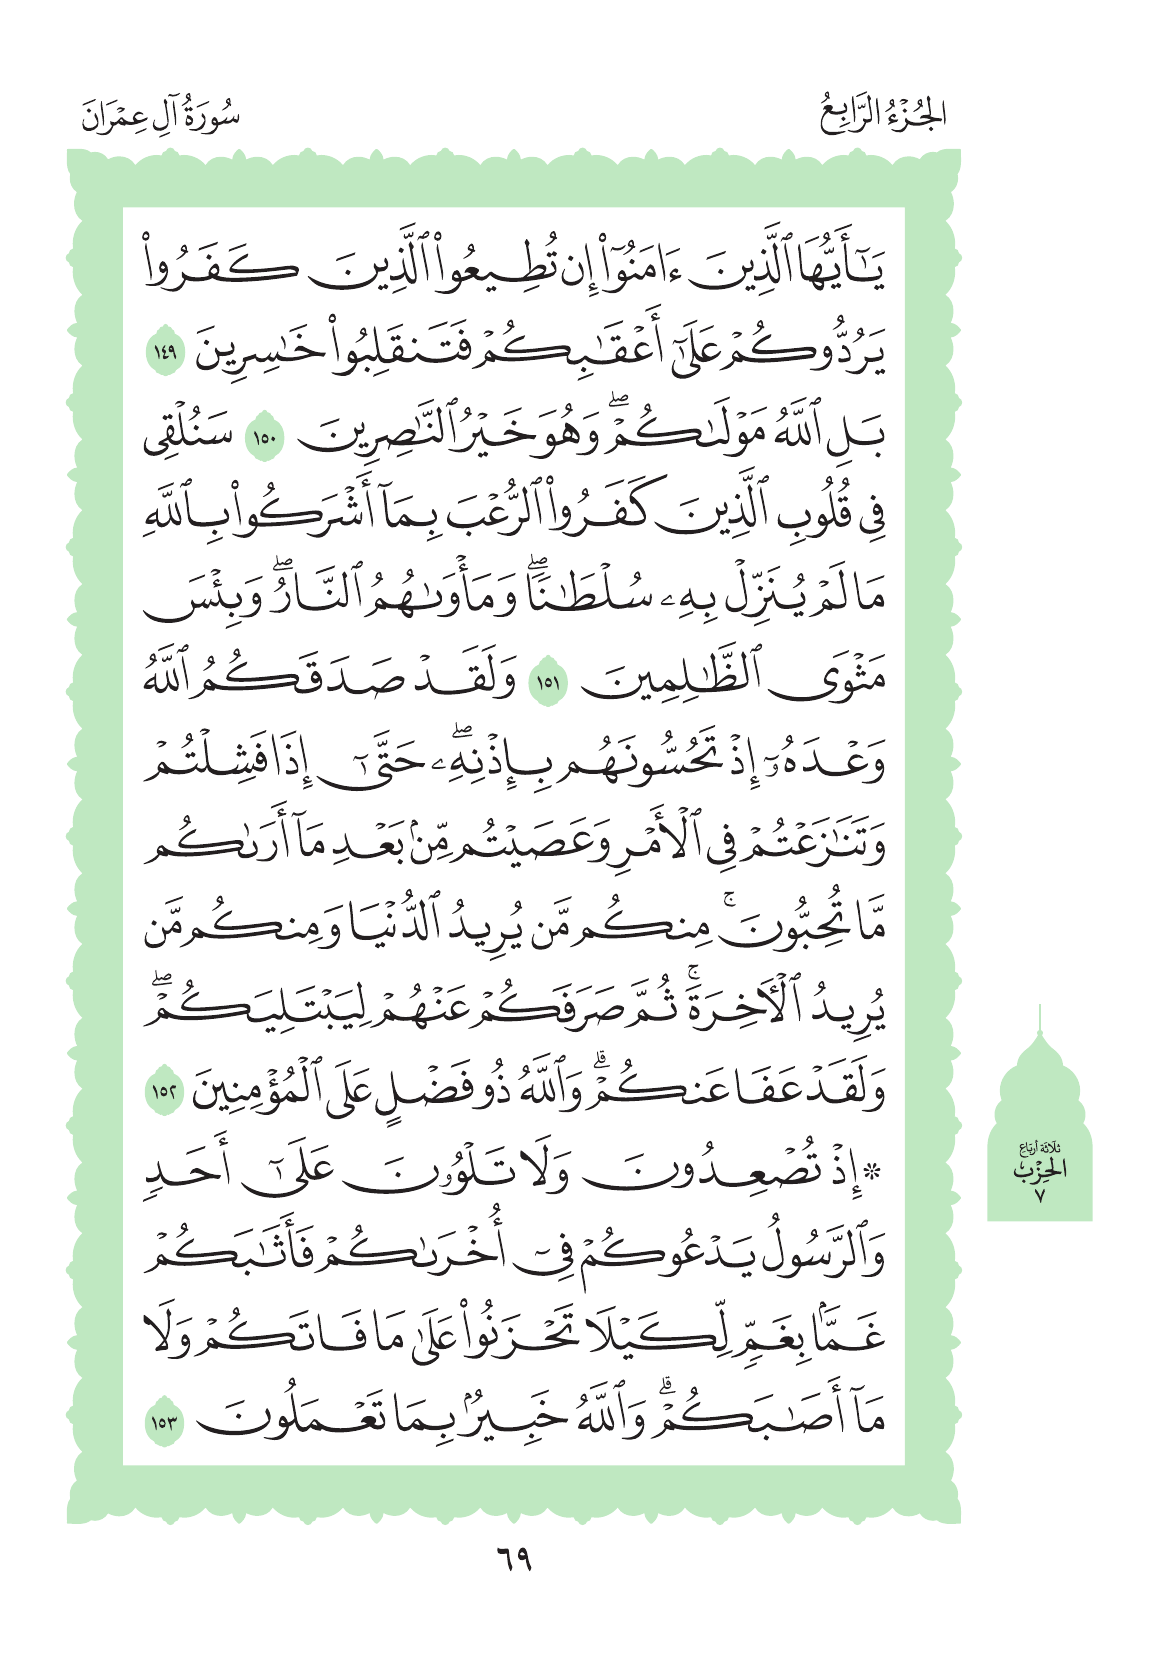 الجُزْءُ الرَّابِعُ
سُورَةُ آلِ عِمْرَانَ
يَـٰٓأَيُّهَا ٱلَّذِينَ ءَامَنُوٓاْ إِن تُطِيعُواْ ٱلَّذِينَ كَفَرُواْ
يَرُدُّوكُمْ عَلَىٰٓ أَعْقَـٰبِكُمْ فَتَنقَلِبُواْ خَـٰسِرِينَ ١٤٩
بَلِ ٱللَّهُ مَوْلَىٰكُمْۖ وَهُوَ خَيْرُ ٱلنَّـٰصِرِينَ ١٥٠ سَنُلْقِى
فِى قُلُوبِ ٱلَّذِينَ كَفَرُواْ ٱلرُّعْبَ بِمَآ أَشْرَكُواْ بِٱللَّهِ
مَا لَمْ يُنَزِّلْ بِهِۦ سُلْطَـٰنًاۖ وَمَأْوَىٰهُمُ ٱلنَّارُۖ وَبِئْسَ
مَثْوَى ٱلظَّـٰلِمِينَ ١٥١ وَلَقَدْ صَدَقَكُمُ ٱللَّهُ
وَعْدَهُۥٓ إِذْ تَحُسُّونَهُم بِإِذْنِهِۦۖ حَتَّىٰٓ إِذَا فَشِلْتُمْ
وَتَنَـٰزَعْتُمْ فِى ٱلْأَمْرِ وَعَصَيْتُم مِّنۢ بَعْدِ مَآ أَرَىٰكُم
مَّا تُحِبُّونَۚ مِنكُم مَّن يُرِيدُ ٱلدُّنْيَا وَمِنكُم مَّن
يُرِيدُ ٱلْـَٔاخِرَةَۚ ثُمَّ صَرَفَكُمْ عَنْهُمْ لِيَبْتَلِيَكُمْۖ
وَلَقَدْ عَفَا عَنكُمْۗ وَٱللَّهُ ذُو فَضْلٍ عَلَى ٱلْمُؤْمِنِينَ ١٥٢
۞إِذْ تُصْعِدُونَ وَلَا تَلْوُۥنَ عَلَىٰٓ أَحَدٍ
وَٱلرَّسُولُ يَدْعُوكُمْ فِىٓ أُخْرَىٰكُمْ فَأَثَـٰبَكُمْ
غَمَّۢا بِغَمٍّ لِّكَيْلَا تَحْزَنُواْ عَلَىٰ مَا فَاتَكُمْ وَلَا
مَآ أَصَـٰبَكُمْۗ وَٱللَّهُ خَبِيرُۢ بِمَا تَعْمَلُونَ ١٥٣
ثلاثة أرباع
الحِزْب
٧
٦٩